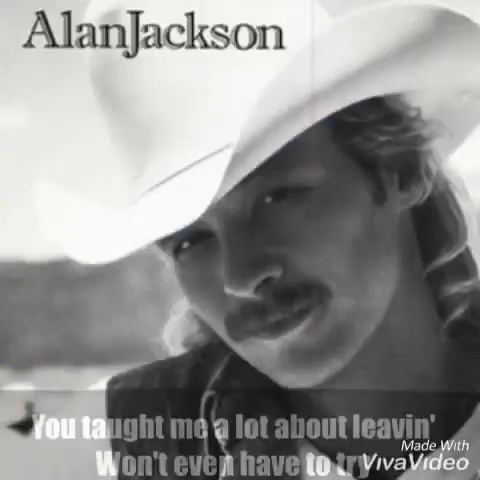 AlanJackson
You taught me a lot about leavin'
Won't even have to try
Made With
VivaVideo